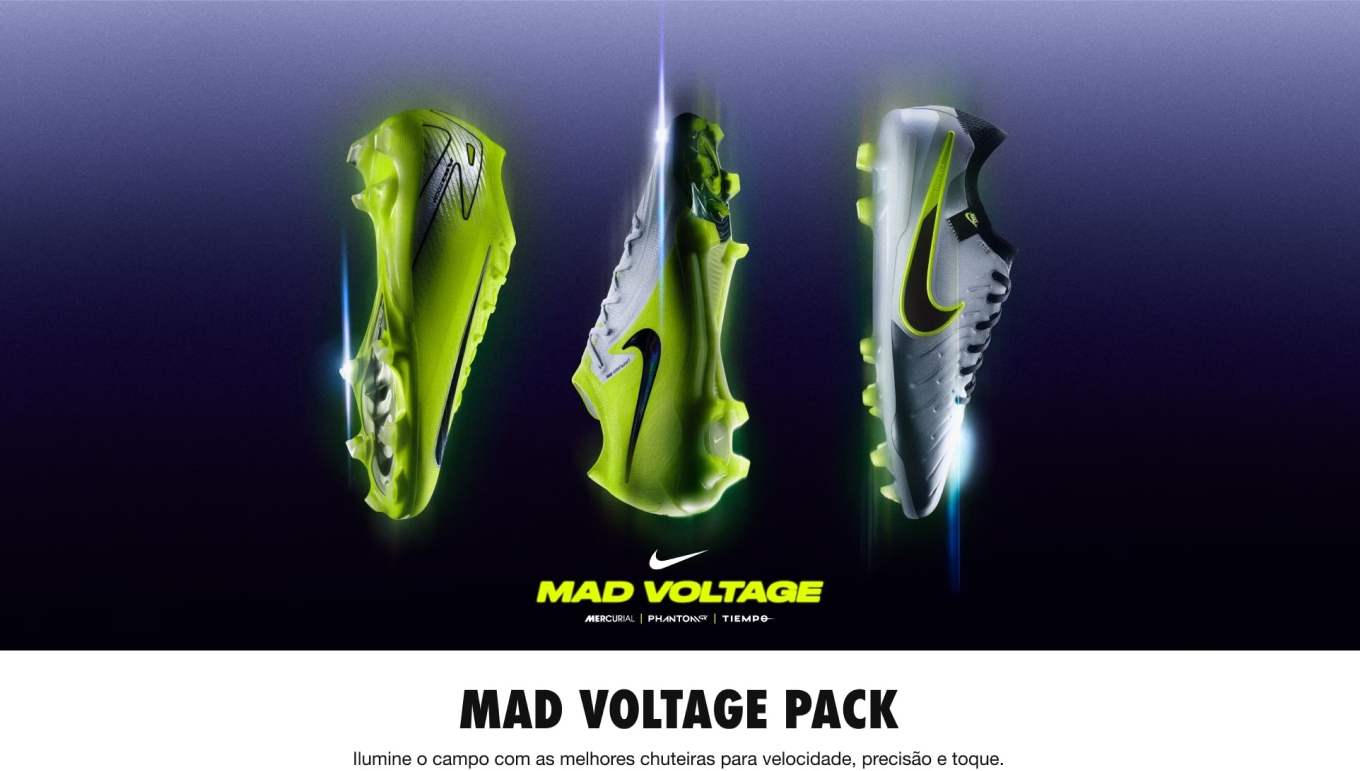 MAD VOLTAGE
MERCURIAL | PHANTOM GX | TIEMPO
MAD VOLTAGE PACK
Ilumine o campo com as melhores chuteiras para velocidade, precisão e toque.